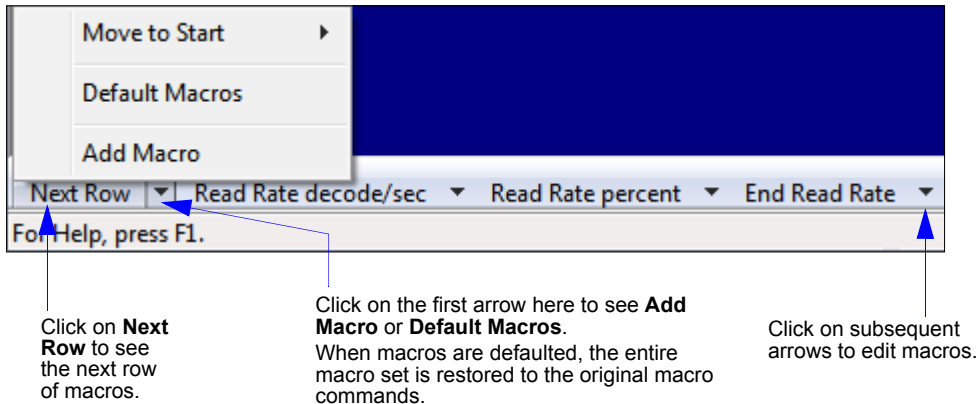 Move to Start
Default Macros
Add Macro
Next Row Read Rate decode/sec Read Rate percent End Read Rate
For Help, press F1.
Click on Next
Row to see
the next row
of macros.
Click on the first arrow here to see Add
Macro or Default Macros.
When macros are defaulted, the entire
macro set is restored to the original macro
commands.
Click on subsequent
arrows to edit macros.